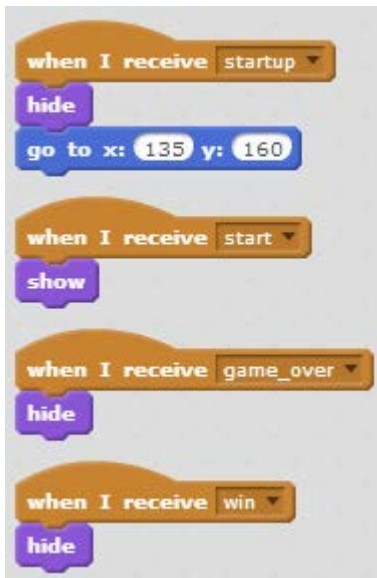 when I receive startup
hide
go to x: 135 y: 160
when I receive start
show
when I receive game_over
hide
when I receive win
hide